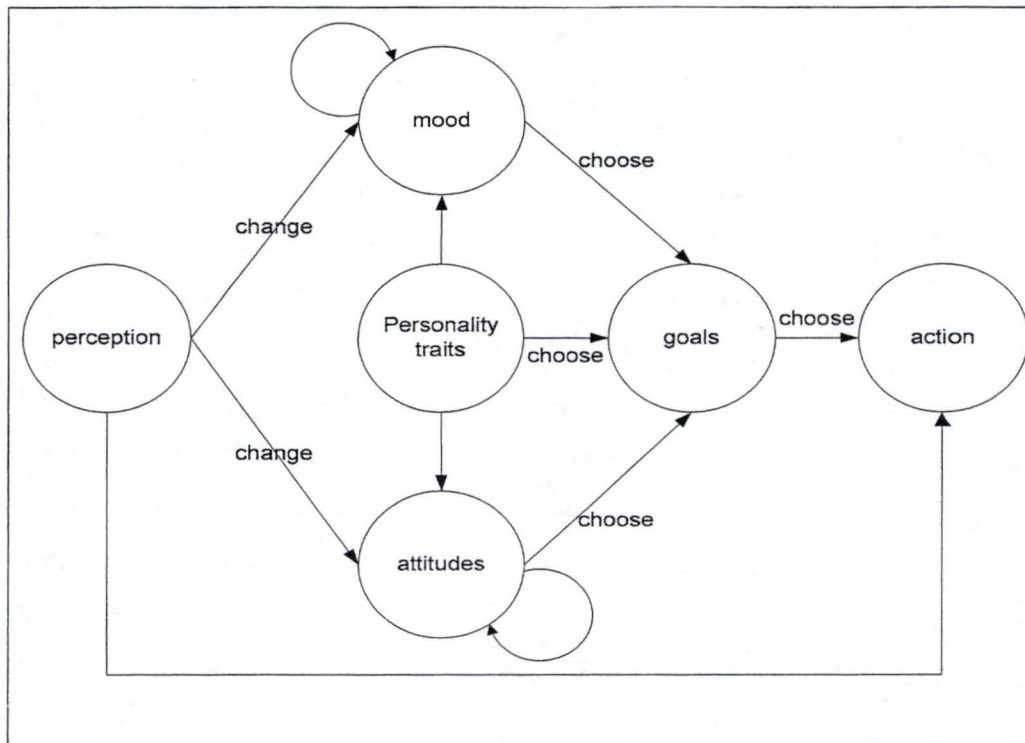 mood
choose
change
perception
Personality
traits
choose
goals
choose
action
change
choose
attitudes